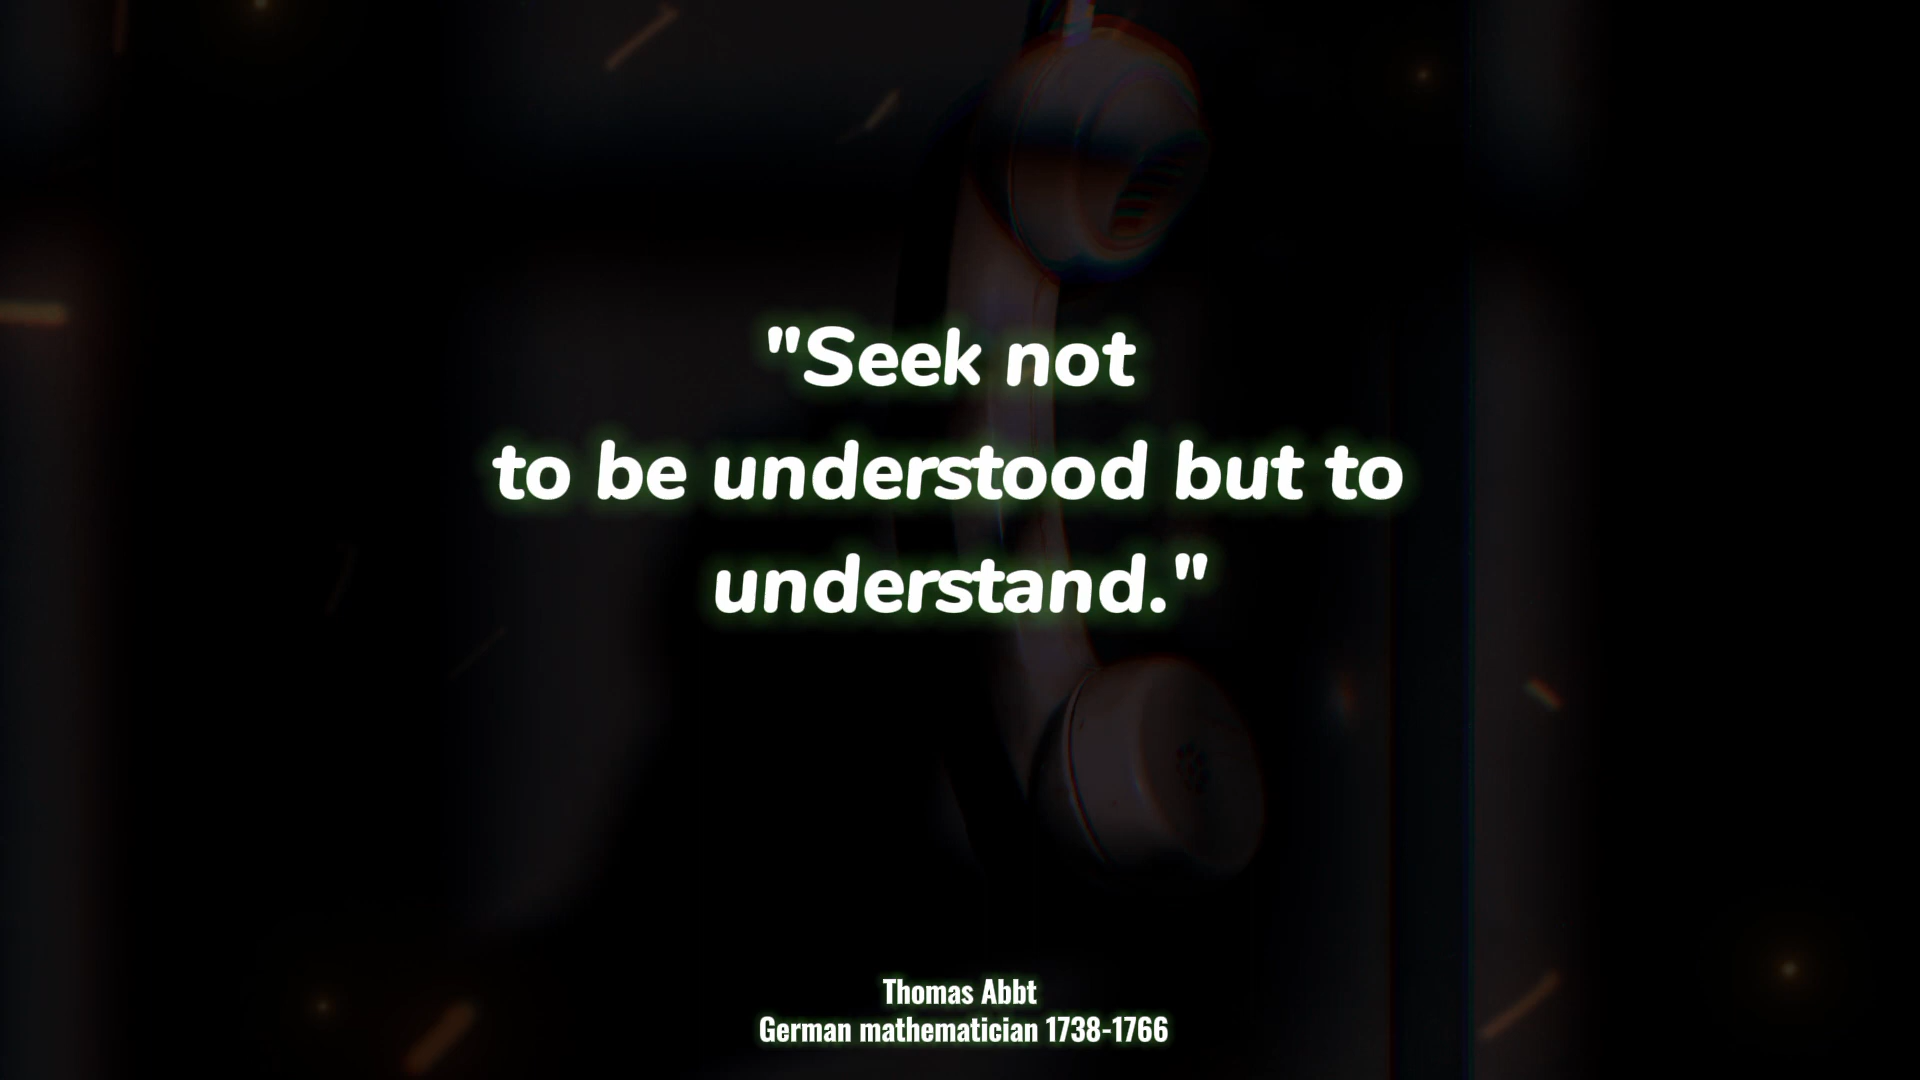 "Seek not
to be understood but to
understand."
Thomas Abbt
German mathematician 1738-1766